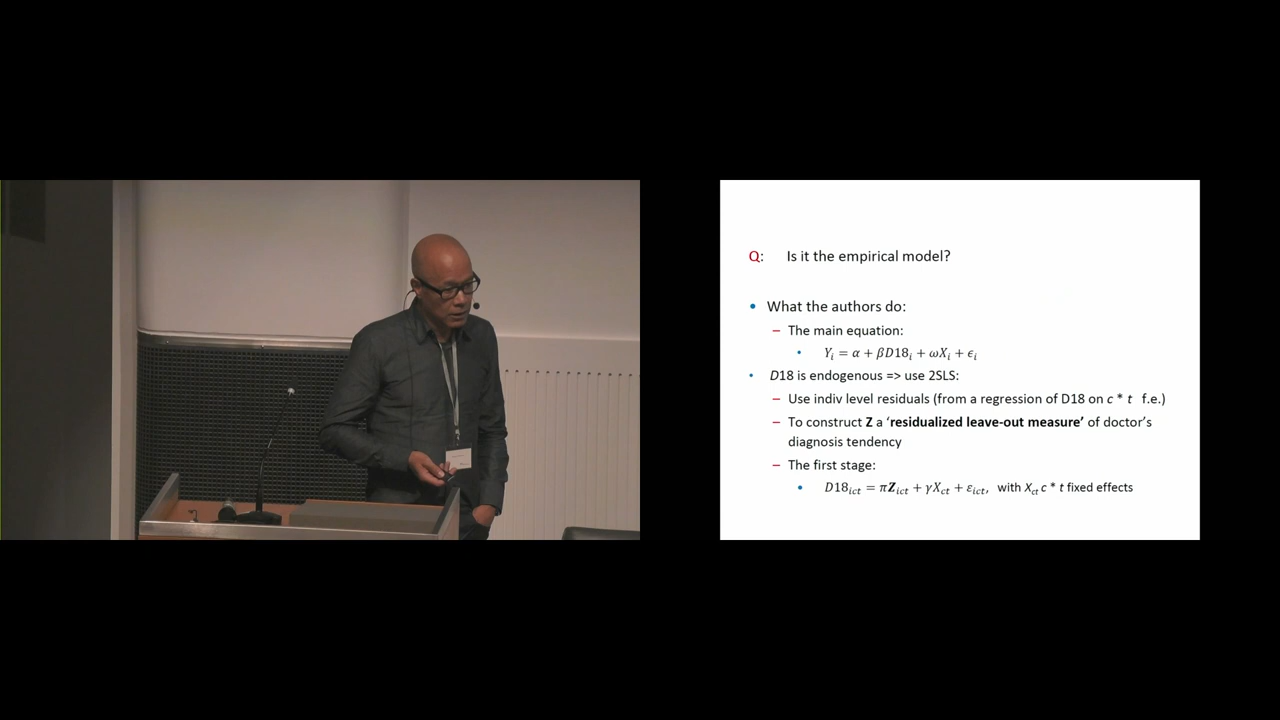 Q: Is it the empirical model?
• What the authors do:
– The main equation:
• Yᵢ = α + βD18ᵢ + ωXᵢ + ϵᵢ
• D18 is endogenous => use 2SLS:
– Use indiv level residuals (from a regression of D18 on c * t f.e.)
– To construct Z a ‘residualized leave-out measure’ of doctor’s
diagnosis tendency
– The first stage:
• D18ᵢ𝑐ₜ = πZᵢ𝑐ₜ + γX𝑐ₜ + εᵢ𝑐ₜ, with X𝑐ₜ c * t fixed effects